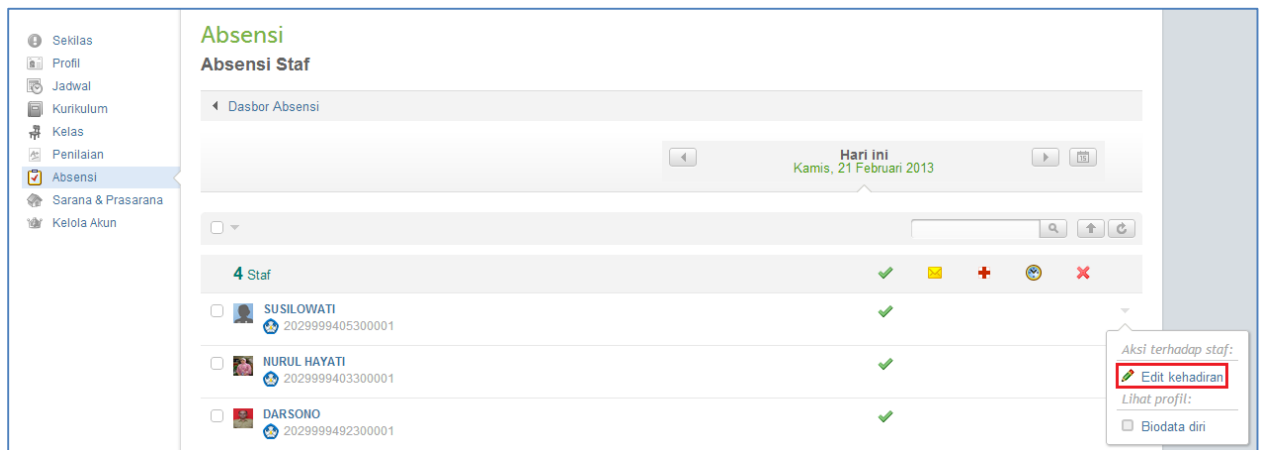 Sekilas
Profil
Jadwal
Kurikulum
Kelas
Penilaian
Absensi
Sarana & Prasarana
Kelola Akun
Absensi
Absensi Staf
Dasbor Absensi
Hari ini
Kamis, 21 Februari 2013
4 Staf
SUSILOWATI
2029999405300001
NURUL HAYATI
2029999403300001
DARSONO
2029999492300001
Aksi terhadap staf:
Edit kehadiran
Lihat profil:
Biodata diri